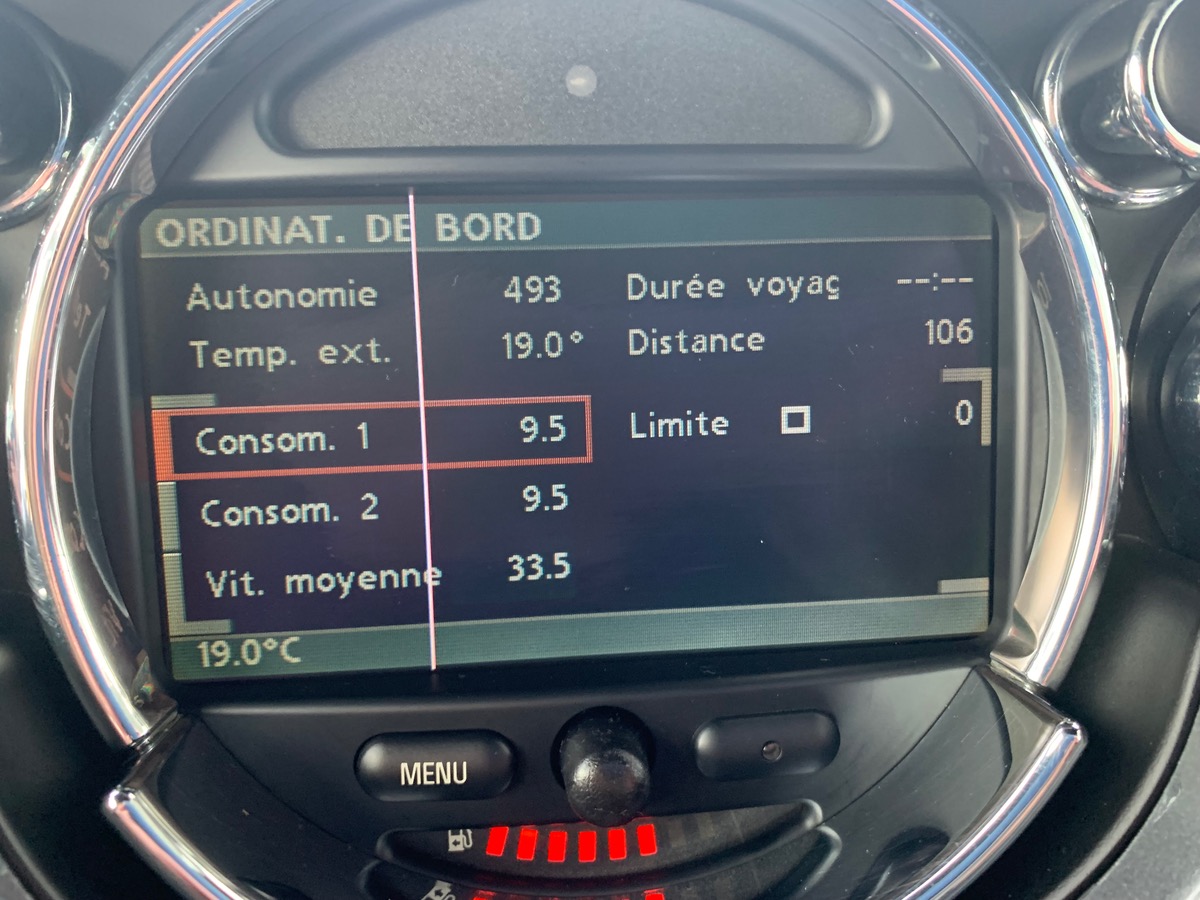 ORDINAT. DE BORD
Autonomie 493 Durée voyaç --:--
Temp. ext. 19.0° Distance 106
Consom. 1 9.5 Limite 0
Consom. 2 9.5
Vit. moyenne 33.5
19.0°C
MENU